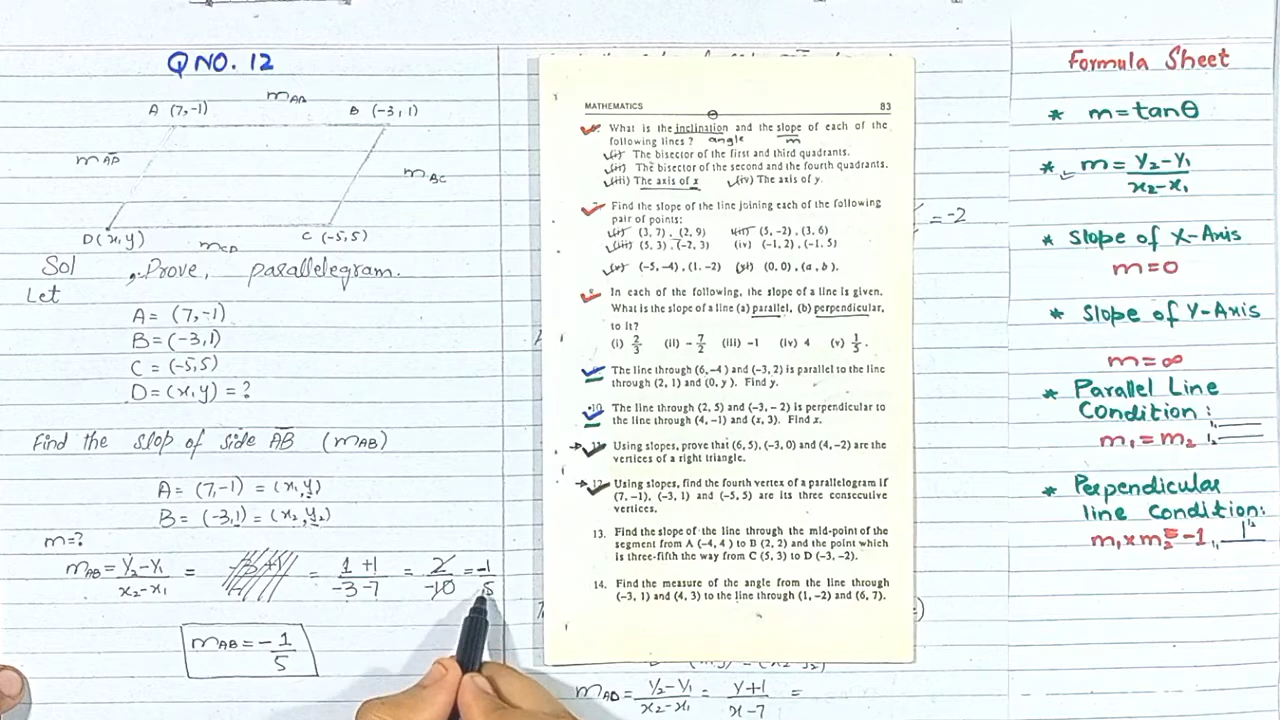 Q NO. 12
A (7,-1)
m AB
B (-3,1)
m AD
m BC
D(x,y)
m CD
C (-5,5)
Sol Prove, parallelegram.
Let
A = (7,-1)
B = (-3,1)
C = (-5,5)
D = (x,y) = ?
Find the slop of side AB (mAB)
A = (7,-1) = (x₁,y₁)
B = (-3,1) = (x₂,y₂)
m=?
mAB = y₂-y₁/x₂-x₁ = = 1+1/-3-7 = 2/-10 = -1/5
mAB = -1/5
MATHEMATICS 83
What is the inclination and the slope of each of the
θ
following lines? angle m
(i) The bisector of the first and third quadrants.
(ii) The bisector of the second and the fourth quadrants.
(iii) The axis of x (iv) The axis of y.
Find the slope of the line joining each of the following
pair of points:
(i) (3, 7), (2, 9) (ii) (5, -2), (3, 6)
(iii) (5, 3), (-2, 3) (iv) (-1, 2), (-1, 5)
(v) (-5, -4), (1, -2) (vi) (0, 0), (a, b).
In each of the following, the slope of a line is given.
What is the slope of a line (a) parallel, (b) perpendicular,
to it?
(i) 2/3 (ii) -7/2 (iii) -1 (iv) 4 (v) 1/5.
The line through (6, -4) and (-3, 2) is parallel to the line
through (2, 1) and (0, y). Find y.
10 The line through (2, 5) and (-3, -2) is perpendicular to
the line through (4, -1) and (x, 3). Find x.
11 Using slopes, prove that (6, 5), (-3, 0) and (4, -2) are the
vertices of a right triangle.
12 Using slopes, find the fourth vertex of a parallelogram if
(7, -1), (-3, 1) and (-5, 5) are its three consecutive
vertices.
13. Find the slope of the line through the mid-point of the
segment from A (-4, 4) to B (2, 2) and the point which
is three-fifth the way from C (5, 3) to D (-3, -2).
14. Find the measure of the angle from the line through
(-3, 1) and (4, 3) to the line through (1, -2) and (6, 7).
= -2
mAD = y₂-y₁/x₂-x₁ = y+1/x-7 =
Formula Sheet
* m = tanθ
* m = y₂-y₁/x₂-x₁
* Slope of X-Axis
m = 0
* Slope of Y-Axis
m = ∞
* Parallel Line
Condition :
m₁ = m₂
* Perpendicular
line Condition:
m₁ x m₂ = -1